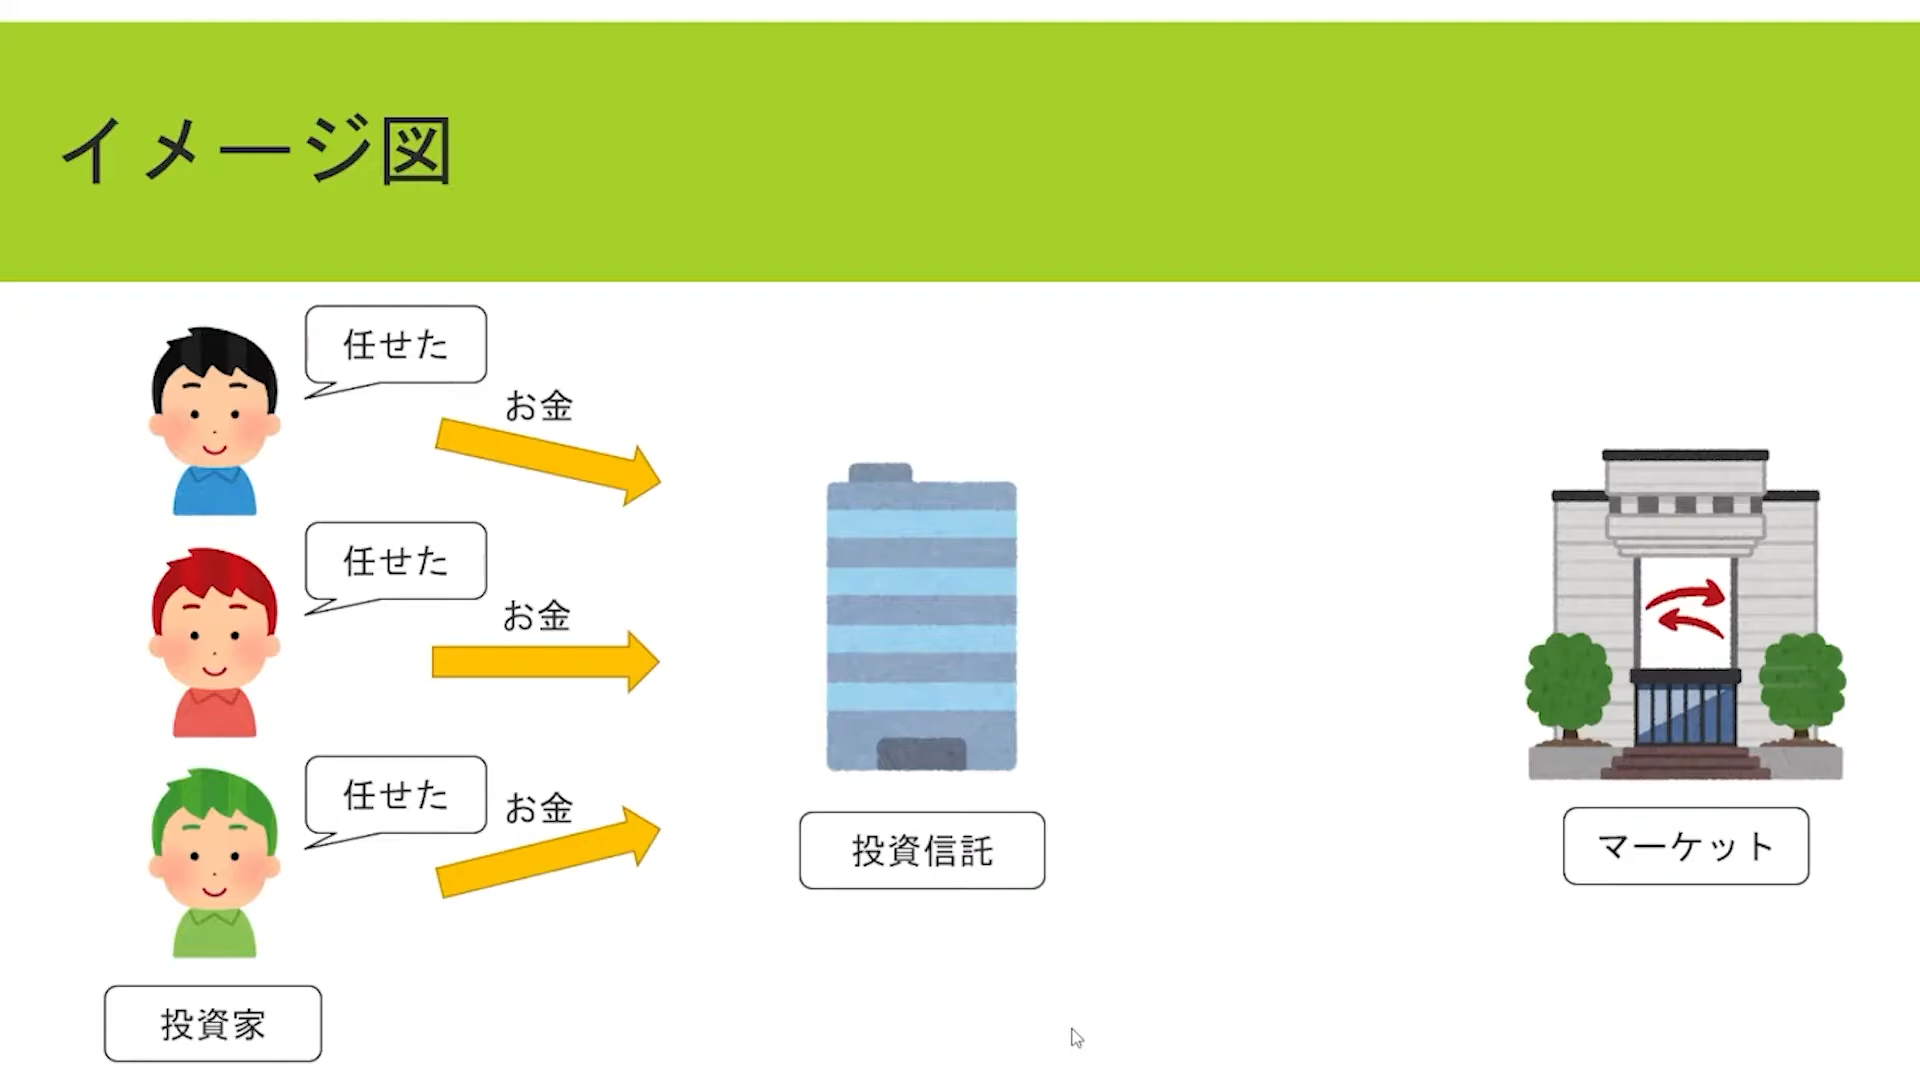 イメージ図
任せた
お金
任せた
お金
任せた
お金
投資家
投資信託
マーケット